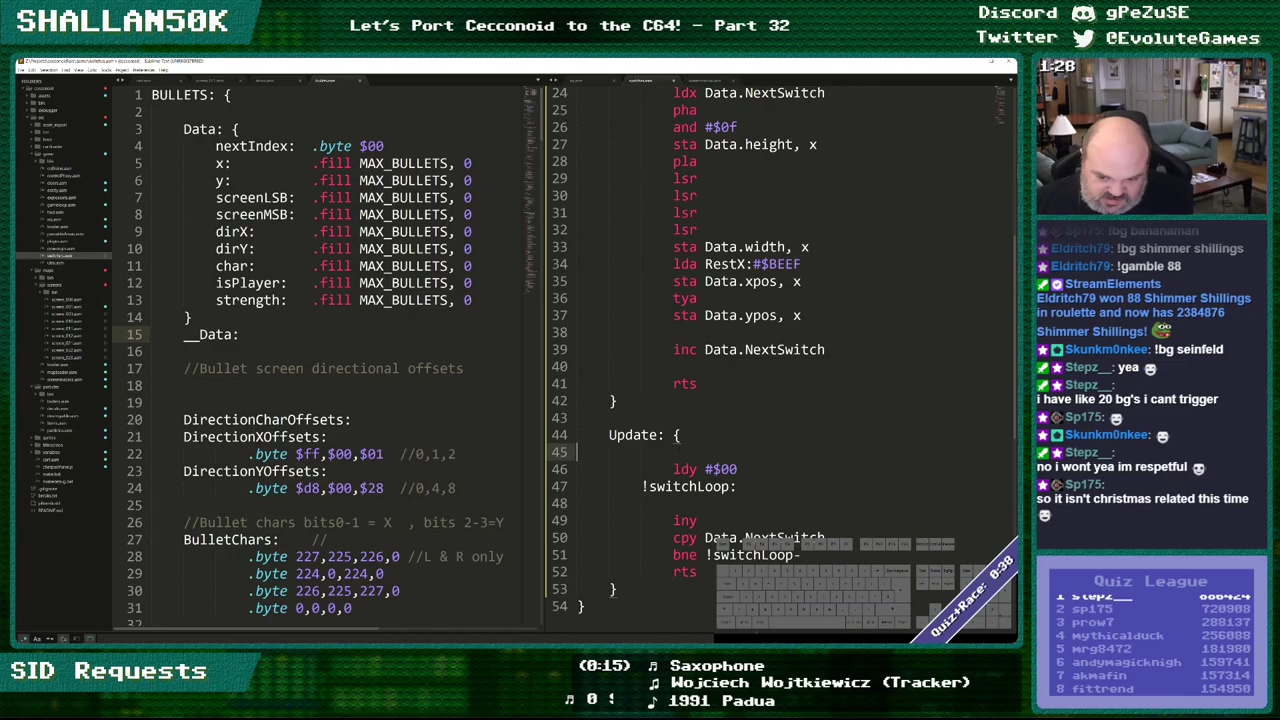 SHALLAN50K
Let's Port Cecconoid to the C64! - Part 32
Discord gPeZuSE
Twitter @EvoluteGames
1:28
1 BULLETS: {
2
3 Data: {
4 nextIndex: .byte $00
5 x: .fill MAX_BULLETS, 0
6 y: .fill MAX_BULLETS, 0
7 screenLSB: .fill MAX_BULLETS, 0
8 screenMSB: .fill MAX_BULLETS, 0
9 dirX: .fill MAX_BULLETS, 0
10 dirY: .fill MAX_BULLETS, 0
11 char: .fill MAX_BULLETS, 0
12 isPlayer: .fill MAX_BULLETS, 0
13 strength: .fill MAX_BULLETS, 0
14 }
15 __Data:
16
17 //Bullet screen directional offsets
18
19
20 DirectionCharOffsets:
21 DirectionXOffsets:
22 .byte $ff,$00,$01 //0,1,2
23 DirectionYOffsets:
24 .byte $d8,$00,$28 //0,4,8
25
26 //Bullet chars bits0-1 = X , bits 2-3=Y
27 BulletChars: //
28 .byte 227,225,226,0 //L & R only
29 .byte 224,0,224,0
30 .byte 226,225,227,0
31 .byte 0,0,0,0
32
24 ldx Data.NextSwitch
25 pha
26 and #$0f
27 sta Data.height, x
28 pla
29 lsr
30 lsr
31 lsr
32 lsr
33 sta Data.width, x
34 lda RestX:#$BEEF
35 sta Data.xpos, x
36 tya
37 sta Data.ypos, x
38
39 inc Data.NextSwitch
40
41 rts
42 }
43
44 Update: {
45
46 ldy #$00
47 !switchLoop:
48
49 iny
50 cpy Data.NextSwitch
51 bne !switchLoop-
52 rts
53 }
54 }
Quiz+Race: 0:38
Sp175: !bg bananaman
Eldritch79: !bg shimmer shillings
Eldritch79: !gamble 88
StreamElements:
Eldritch79 won 88 Shimmer Shillings
in roulette and now has 2384876
Shimmer Shillings!
Skunkm0nkee: !bg seinfeld
Stepz__: yea
Stepz__:
i have like 20 bg's i cant trigger
Sp175:
Skunkm0nkee:
Stepz__:
no i wont yea im respetful
Sp175:
so it isn't christmas related this time
Quiz League
1 Stepz__ 886424
2 sp175 720908
3 prow7 288137
4 mythicalduck 256088
5 mrg8472 181980
6 andymagicknigh 159741
7 akmafin 157314
8 fittrend 154950
SID Requests
(0:15) Saxophone
Wojciech Wojtkiewicz (Tracker)
1991 Padua